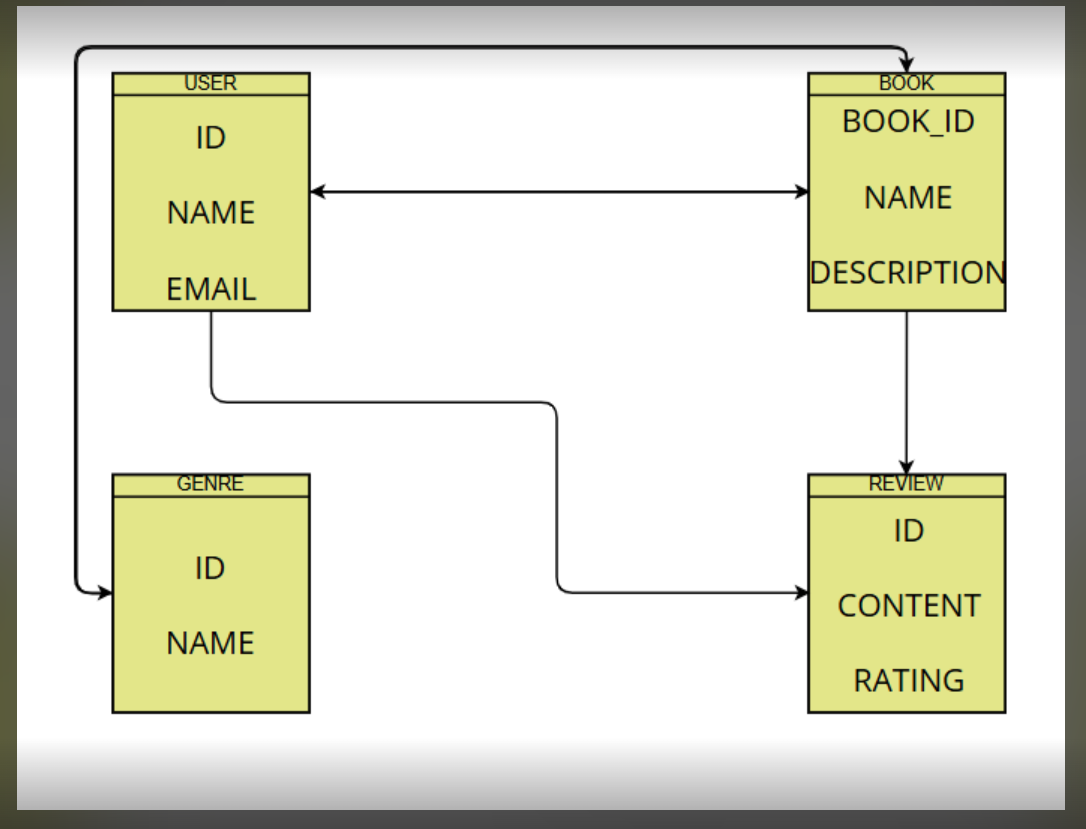 USER
ID
NAME
EMAIL
BOOK
BOOK_ID
NAME
DESCRIPTION
GENRE
ID
NAME
REVIEW
ID
CONTENT
RATING